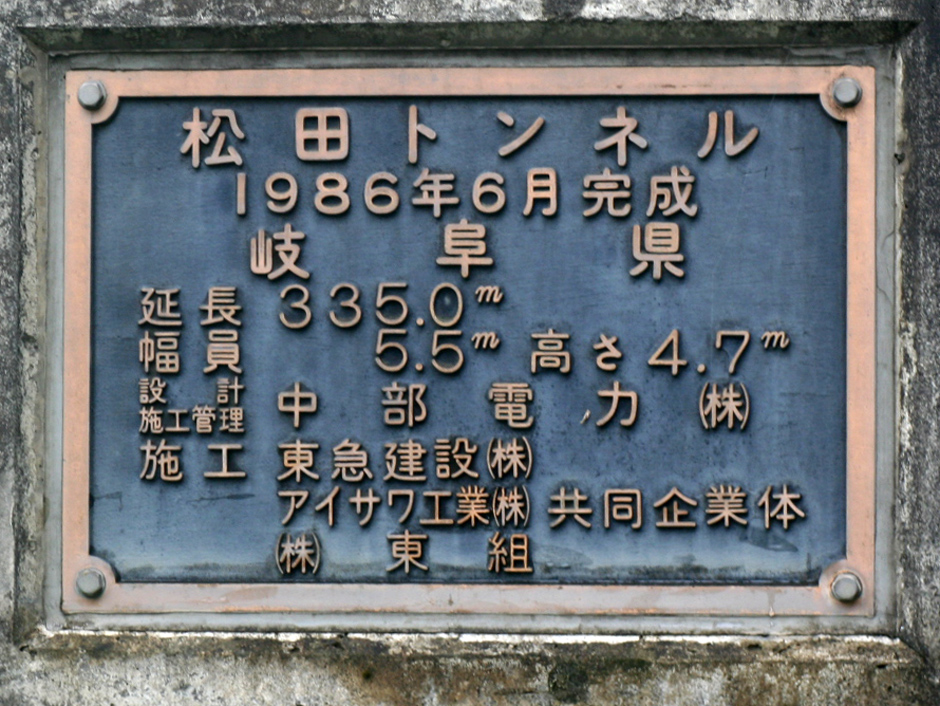 松田トンネル
1986年6月完成
岐阜県
延長 335.0m
幅員 5.5m 高さ4.7m
設計
施工管理 中部電力㈱
施工 東急建設㈱
アイサワ工業㈱ 共同企業体
㈱東組